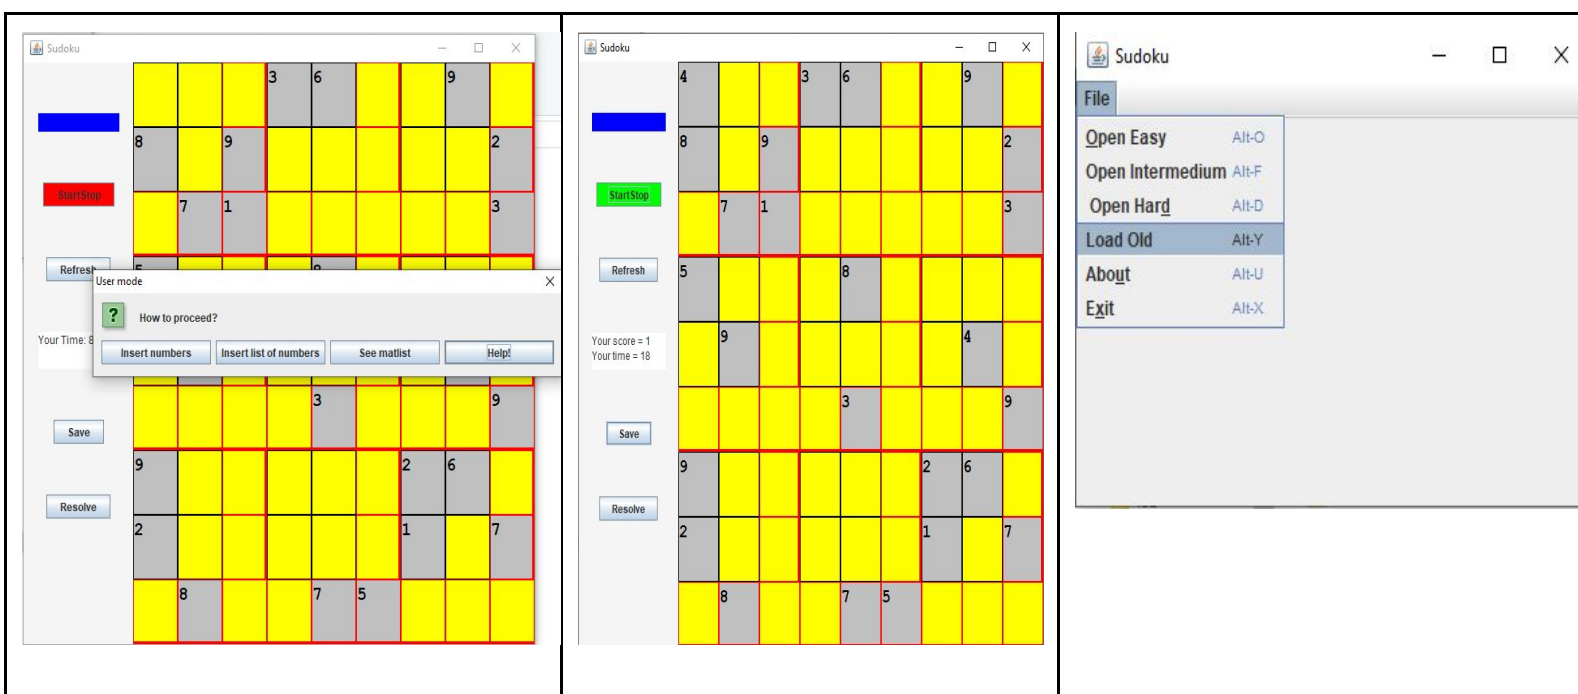 Sudoku
3 6 9
8 9 2
StartStop
7 1 3
Refresh
User mode
? How to proceed?
Your Time: 8
Insert numbers Insert list of numbers See matlist Help!
3 9
Save
9 2 6
Resolve
2 1 7
8 7 5
Sudoku
4 3 6 9
8 9 2
StartStop
7 1 3
Refresh
5 8
Your score = 1
Your time = 18
9 4
3 9
Save
9 2 6
Resolve
2 1 7
8 7 5
Sudoku
File
Open Easy Alt-O
Open Intermedium Alt-F
Open Hard Alt-D
Load Old Alt-Y
About Alt-U
Exit Alt-X